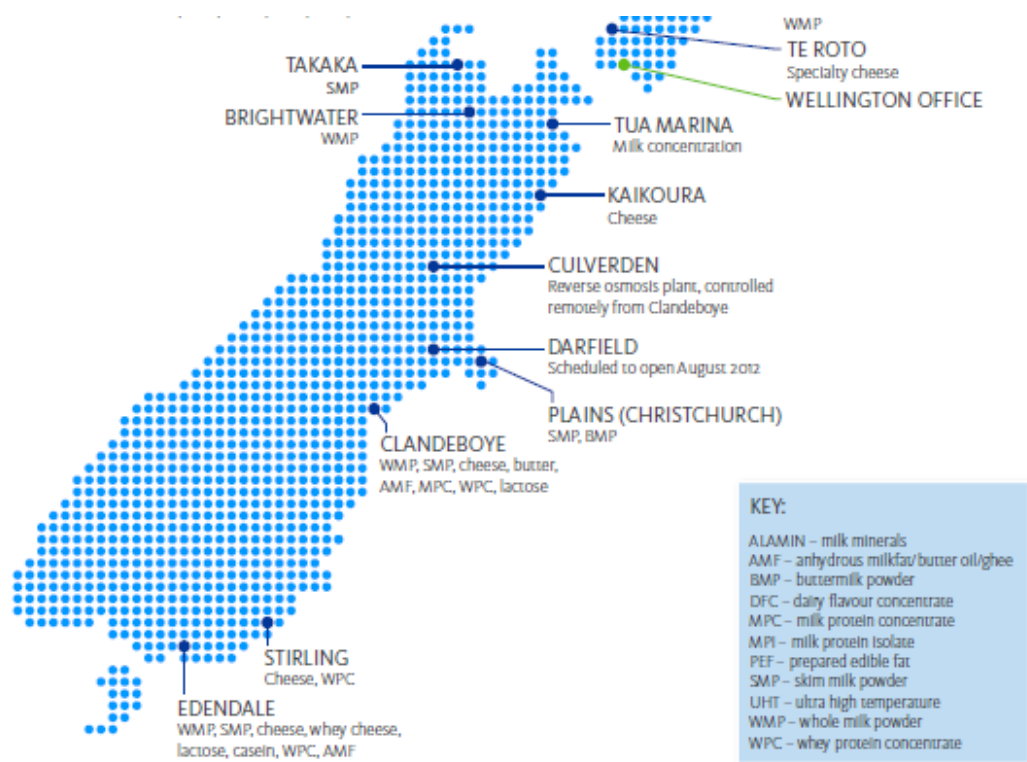 WMP
TE ROTO
Specialty cheese
WELLINGTON OFFICE
TAKAKA
SMP
BRIGHTWATER
WMP
TUA MARINA
Milk concentration
KAIKOURA
Cheese
CULVERDEN
Reverse osmosis plant, controlled
remotely from Clandeboye
DARFIELD
Scheduled to open August 2012
PLAINS (CHRISTCHURCH)
SMP, BMP
CLANDEBOYE
WMP, SMP, cheese, butter,
AMF, MPC, WPC, lactose
STIRLING
Cheese, WPC
EDENDALE
WMP, SMP, cheese, whey cheese,
lactose, casein, WPC, AMF
KEY:
ALAMIN – milk minerals
AMF – anhydrous milkfat/butter oil/ghee
BMP – buttermilk powder
DFC – dairy flavour concentrate
MPC – milk protein concentrate
MPI – milk protein isolate
PEF – prepared edible fat
SMP – skim milk powder
UHT – ultra high temperature
WMP – whole milk powder
WPC – whey protein concentrate